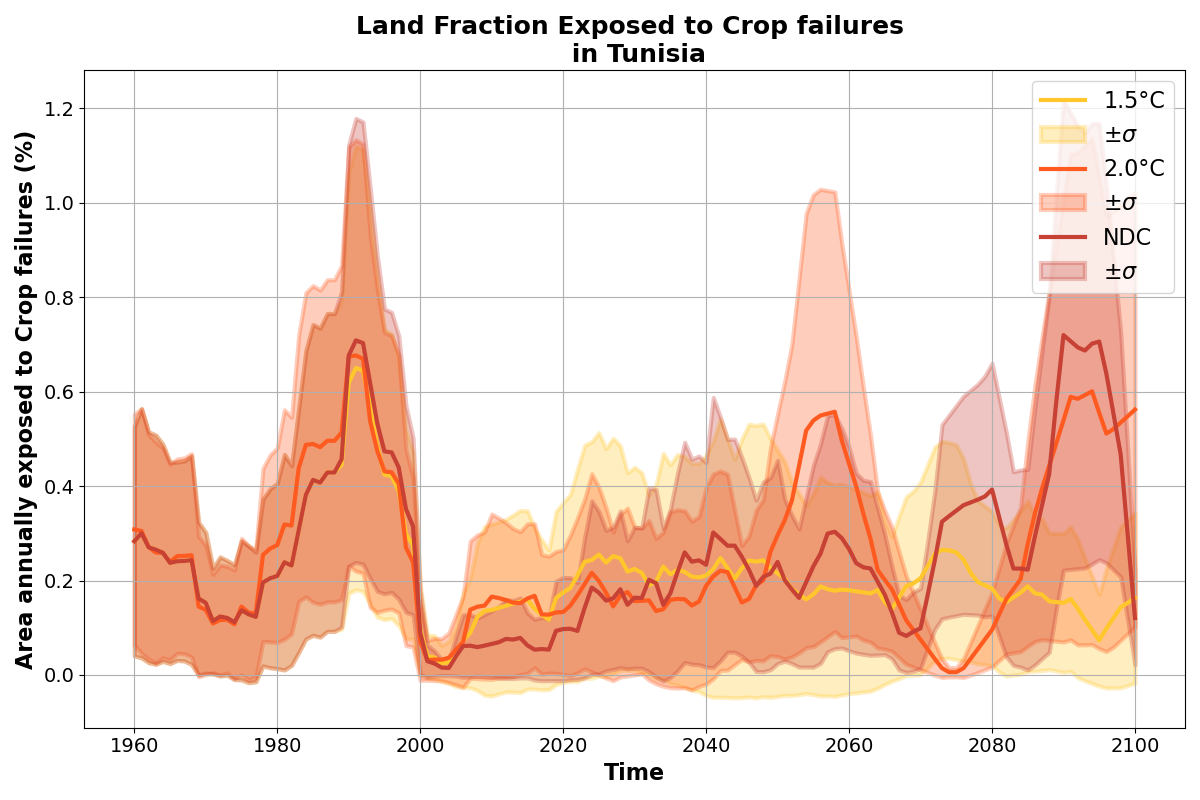 Land Fraction Exposed to Crop failures
in Tunisia
Area annually exposed to Crop failures (%)
1.2
1.0
0.8
0.6
0.4
0.2
0.0
1.5°C
±σ
2.0°C
±σ
NDC
±σ
1960
1980
2000
2020
2040
2060
2080
2100
Time